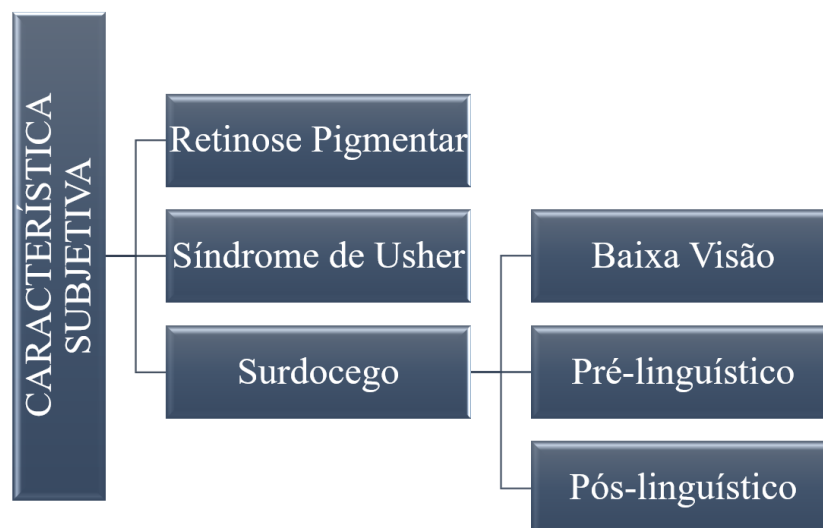 CARACTERÍSTICA
SUBJETIVA
Retinose Pigmentar
Síndrome de Usher
Surdocego
Baixa Visão
Pré-linguístico
Pós-linguístico